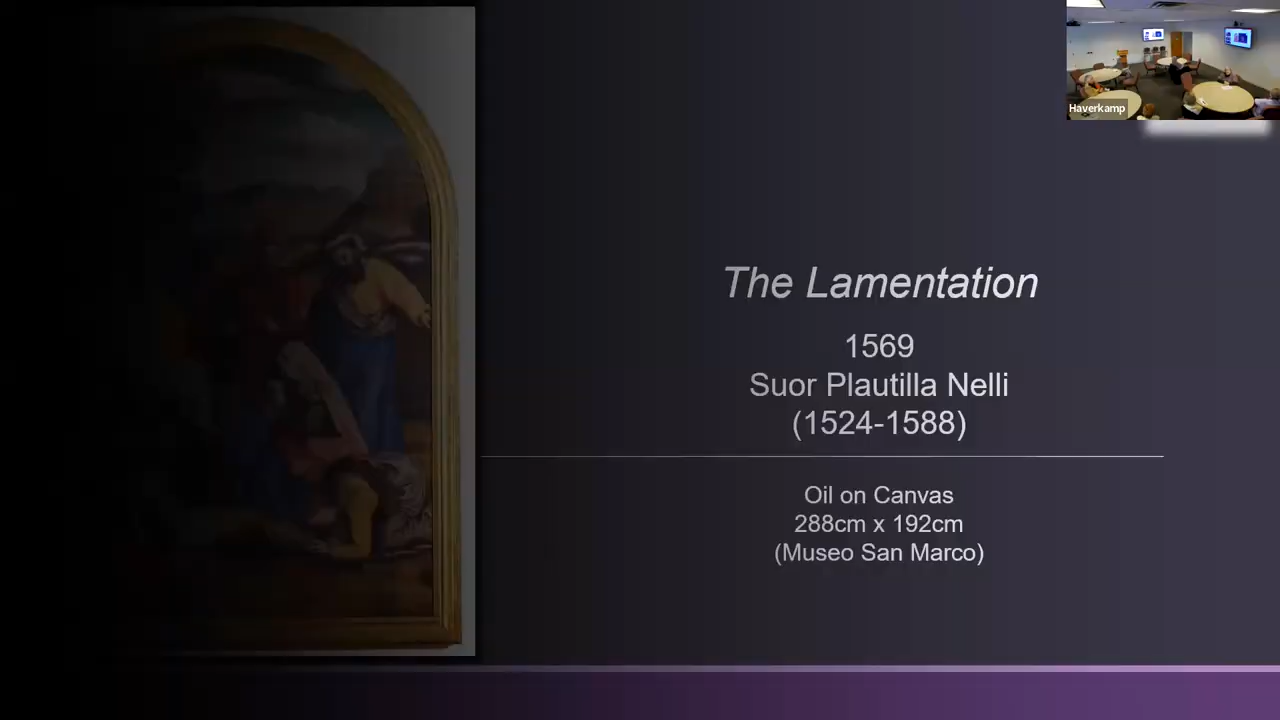 Haverkamp
The Lamentation
1569
Suor Plautilla Nelli
(1524-1588)
Oil on Canvas
288cm x 192cm
(Museo San Marco)